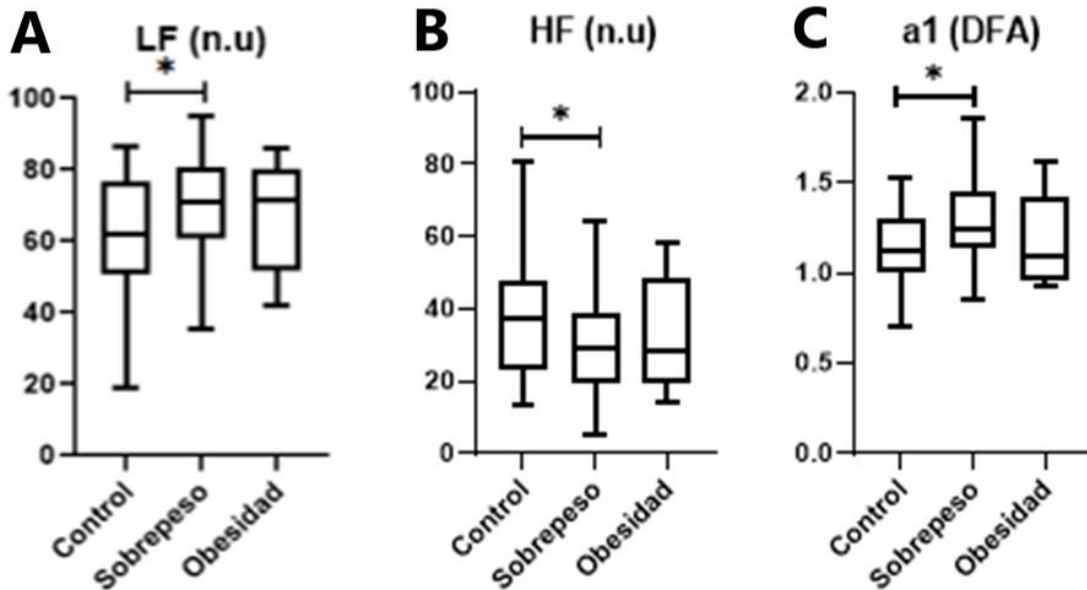 A
LF (n.u)
*
100
80
60
40
20
0
Control
Sobrepeso
Obesidad
B
HF (n.u)
*
100
80
60
40
20
0
Control
Sobrepeso
Obesidad
C
a1 (DFA)
*
2.0
1.5
1.0
0.5
0.0
Control
Sobrepeso
Obesidad